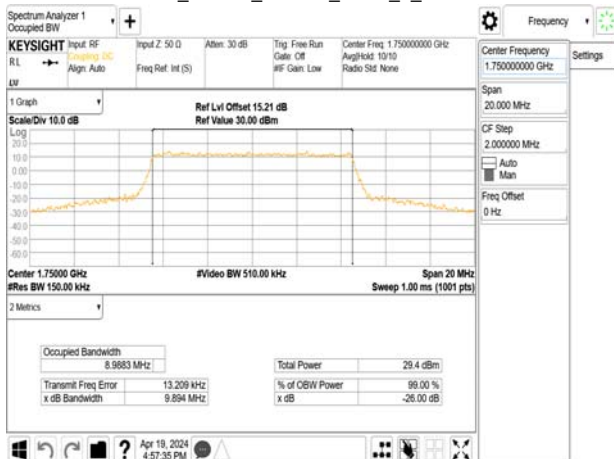 Spectrum Analyzer 1
Occupied BW
Frequency
KEYSIGHT
RL
LXI
Input: RF
Coupling: DC
Align: Auto
Input Z: 50 Ω
Freq Ref: Int (S)
Atten: 30 dB
Trig: Free Run
Gate: Off
#IF Gain: Low
Center Freq: 1.750000000 GHz
Avg|Hold: 10/10
Radio Std: None
Center Frequency
1.750000000 GHz
Settings
Span
20.000 MHz
CF Step
2.000000 MHz
Auto
Man
Freq Offset
0 Hz
1 Graph
Scale/Div 10.0 dB
Ref Lvl Offset 15.21 dB
Ref Value 30.00 dBm
Log
20.0
10.0
0.00
-10.0
-20.0
-30.0
-40.0
-50.0
-60.0
Center 1.75000 GHz
#Res BW 150.00 kHz
#Video BW 510.00 kHz
Span 20 MHz
Sweep 1.00 ms (1001 pts)
2 Metrics
Occupied Bandwidth
8.9883 MHz
Total Power 29.4 dBm
Transmit Freq Error 13.209 kHz
% of OBW Power 99.00 %
x dB Bandwidth 9.894 MHz
x dB -26.00 dB
?
Apr 19, 2024
4:57:35 PM